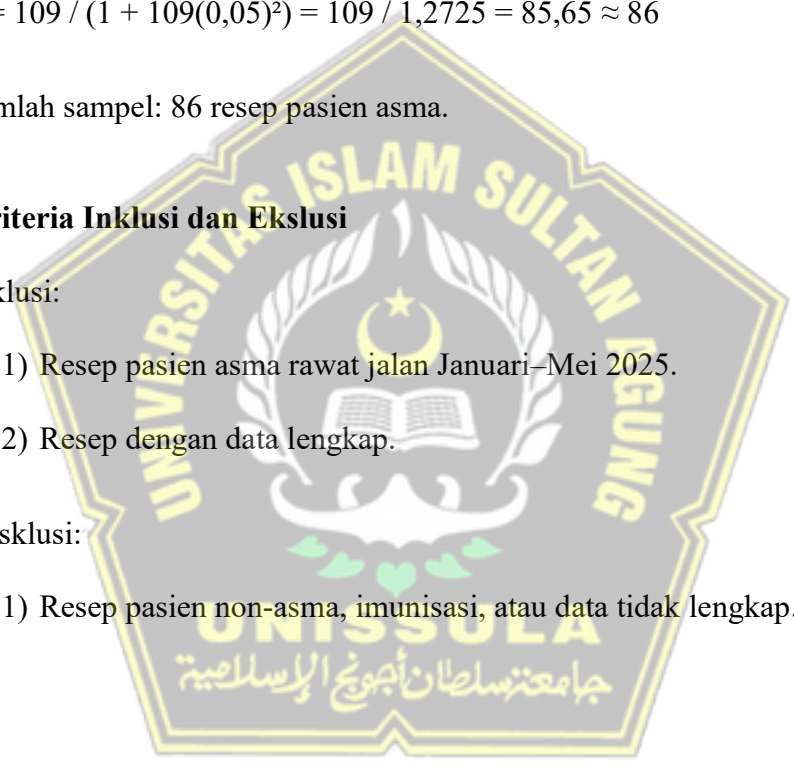 = 109 / (1 + 109(0,05)²) = 109 / 1,2725 = 85,65 ≈ 86
mlah sampel: 86 resep pasien asma.
riteria Inklusi dan Ekslusi
klusi:
1) Resep pasien asma rawat jalan Januari–Mei 2025.
2) Resep dengan data lengkap.
sklusi:
1) Resep pasien non-asma, imunisasi, atau data tidak lengkap.
UNIVERSITAS ISLAM SULTAN AGUNG
UNISSULA
جامعة سلطان أجونج الإسلامية